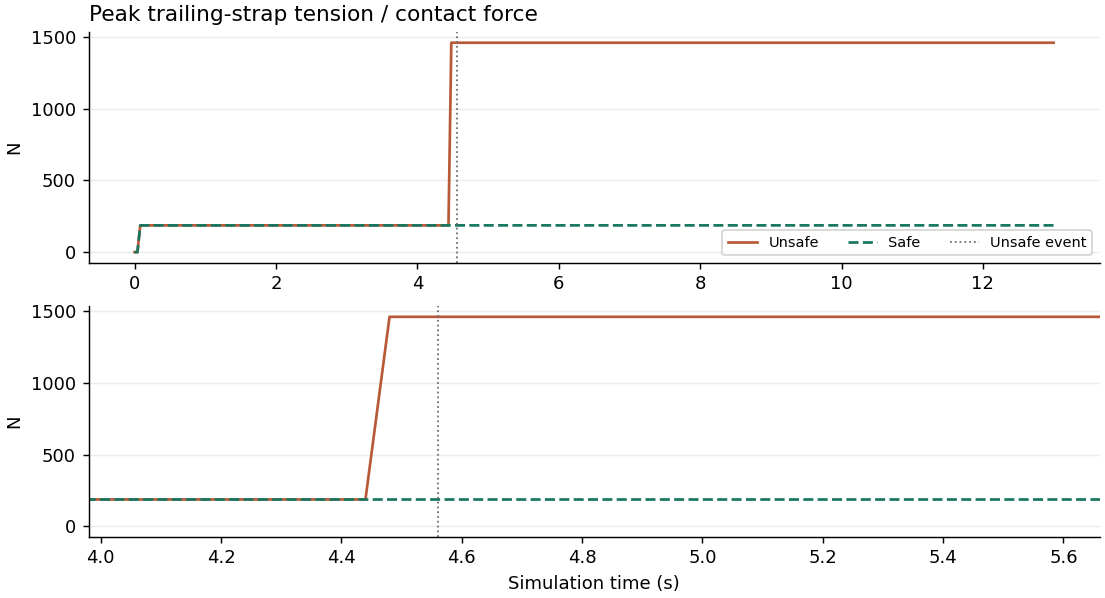 Peak trailing-strap tension / contact force
1500
1000
500
0
N
0 2 4 6 8 10 12
Unsafe Safe Unsafe event
1500
1000
500
0
N
4.0 4.2 4.4 4.6 4.8 5.0 5.2 5.4 5.6
Simulation time (s)